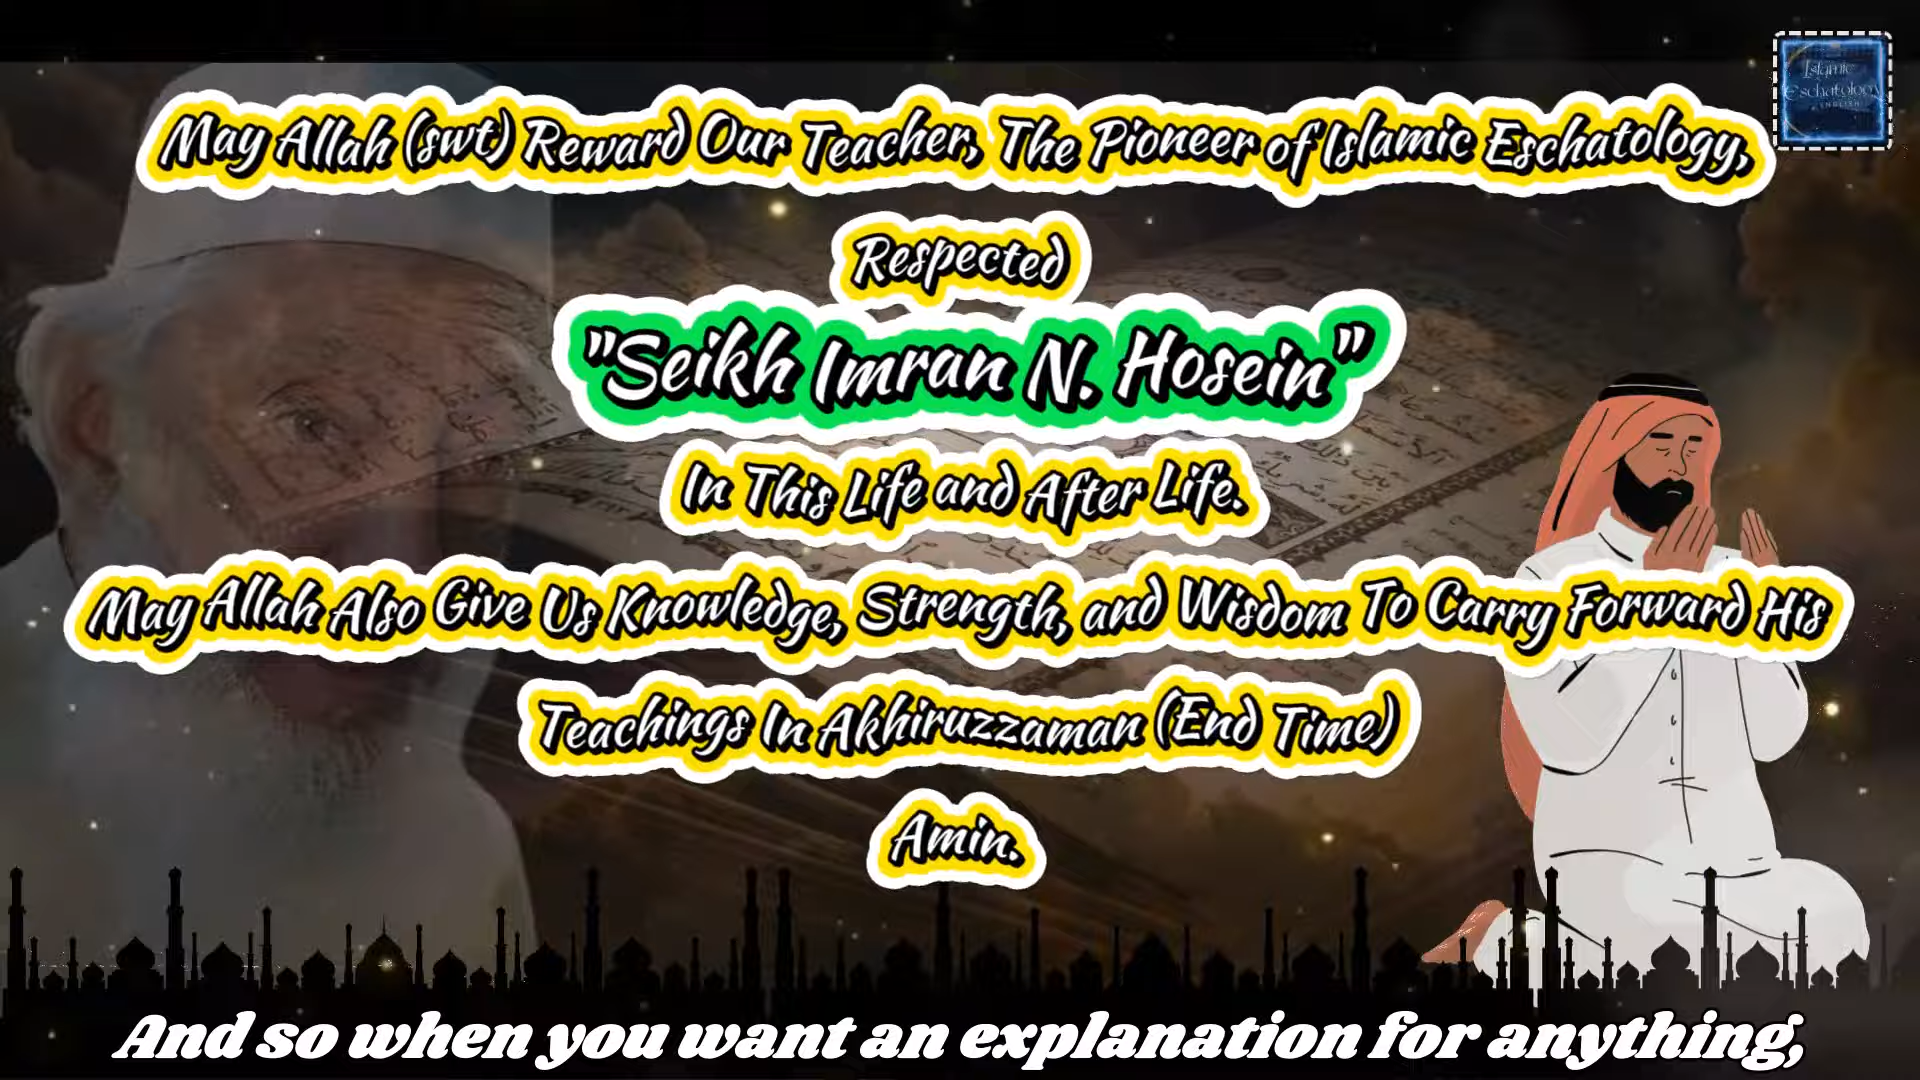 Islamic
Eschatology
ENGLISH
May Allah (swt) Reward Our Teacher, The Pioneer of Islamic Eschatology,
Respected
"Seikh Imran N. Hosein"
In This Life and After Life.
May Allah Also Give Us Knowledge, Strength, and Wisdom To Carry Forward His
Teachings In Akhiruzzaman (End Time)
Amin.
And so when you want an explanation for anything,